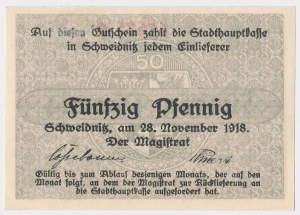 Auf diesen Gutschein zahlt die Stadthauptkasse
in Schweidnitz jedem Einlieferer
50
Fünfzig Pfennig
Schweidnitz, am 28. November 1918.
Der Magistrat
Gültig bis zum Ablauf desjenigen Monats, der auf den
Monat folgt, an dem der Magistrat zur Rücklieferung an
die Stadthauptkasse aufgefordert hat.